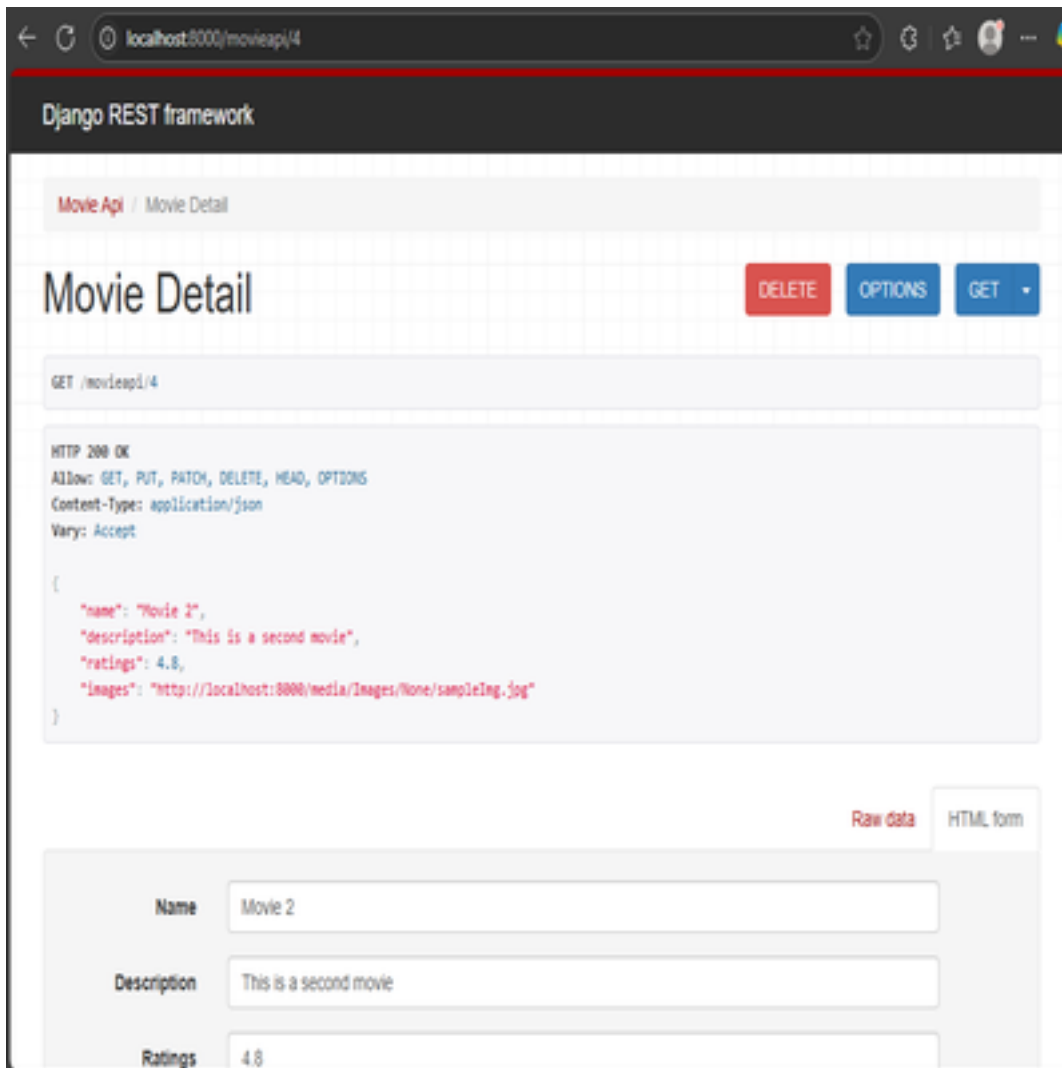 localhost:8000/movieapi/4
Django REST framework
Movie Api / Movie Detail
Movie Detail
DELETE
OPTIONS
GET
GET /movieapi/4
HTTP 200 OK
Allow: GET, PUT, PATCH, DELETE, HEAD, OPTIONS
Content-Type: application/json
Vary: Accept
{
"name": "Movie 2",
"description": "This is a second movie",
"ratings": 4.8,
"images": "http://localhost:8000/media/Images/None/sampleImg.jpg"
}
Raw data
HTML form
Name
Movie 2
Description
This is a second movie
Ratings
4.8